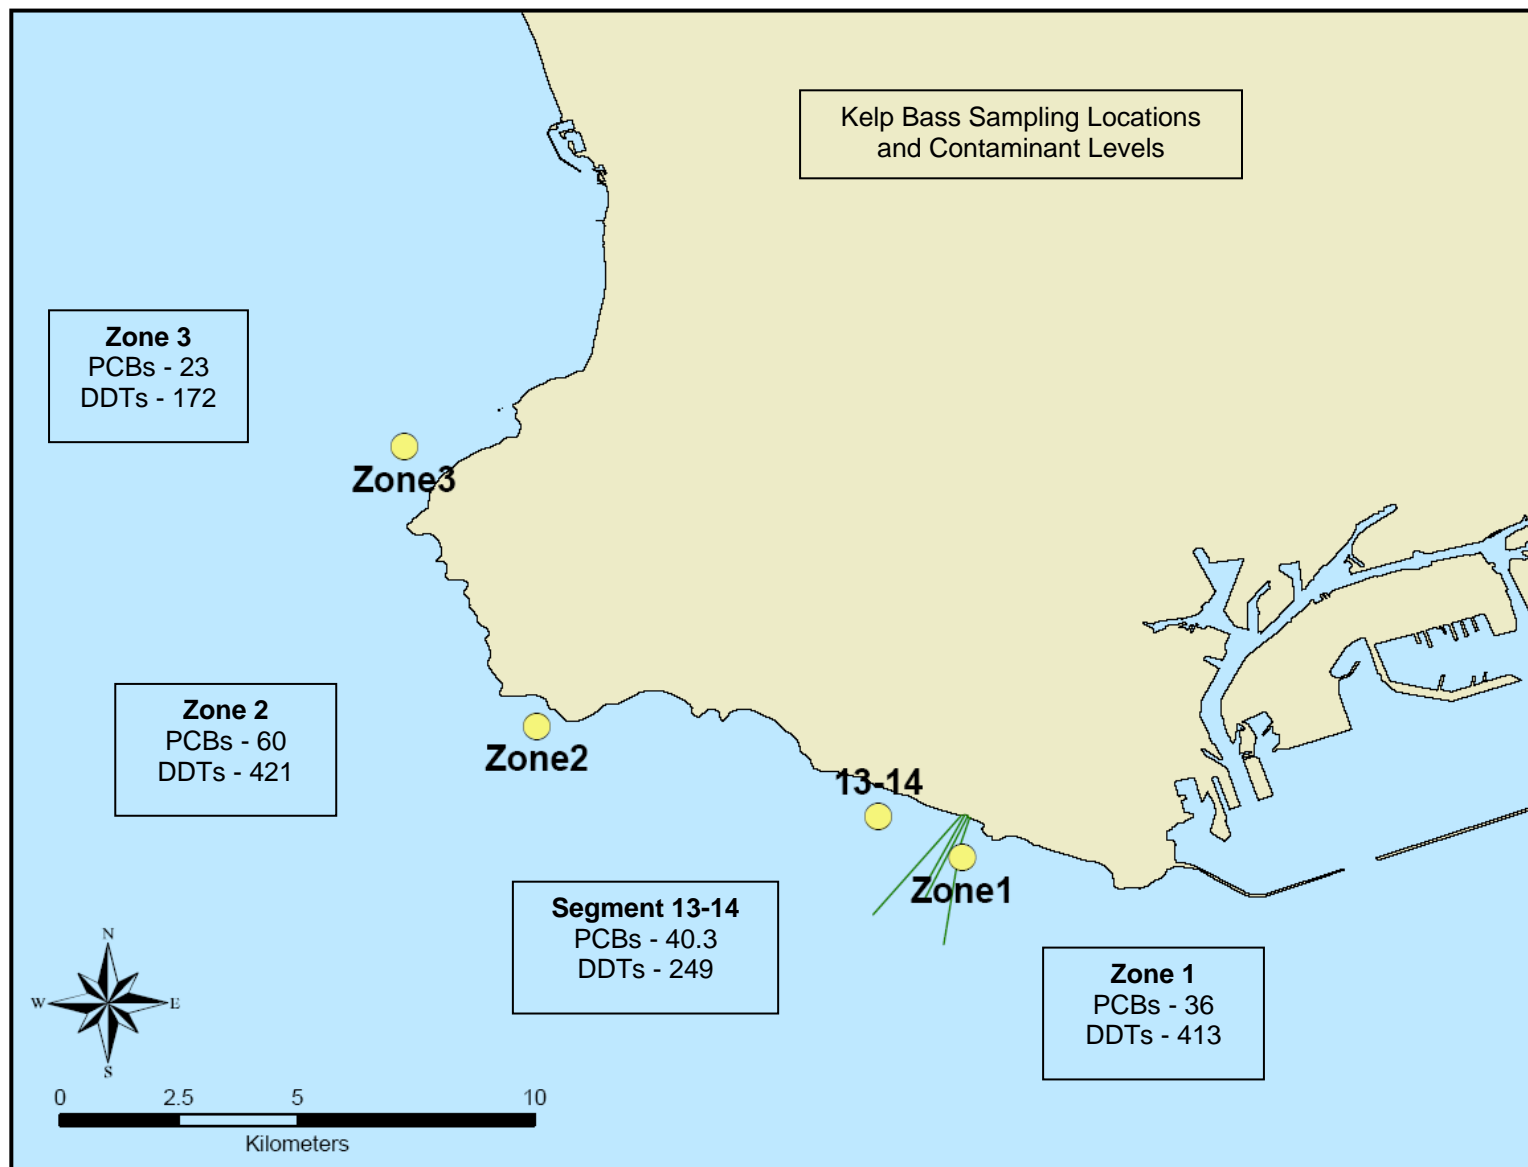 Kelp Bass Sampling Locations
and Contaminant Levels
Zone 3
PCBs - 23
DDTs - 172
Zone3
Zone 2
PCBs - 60
DDTs - 421
Zone2
13-14
Zone1
Segment 13-14
PCBs - 40.3
DDTs - 249
Zone 1
PCBs - 36
DDTs - 413
N
W
E
S
0 2.5 5 10
Kilometers